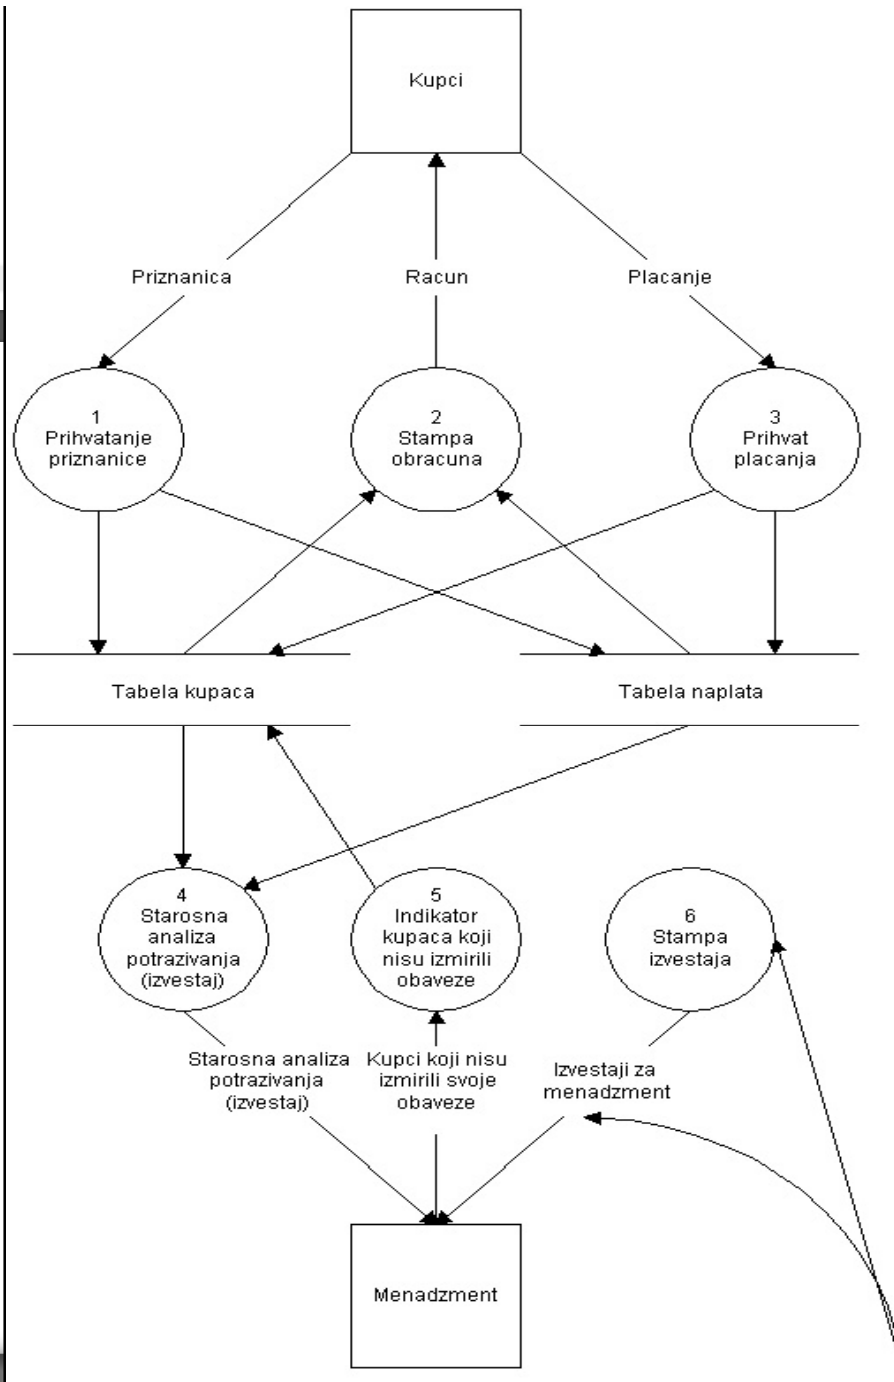 Kupci
Priznanica
Racun
Placanje
1
Prihvatanje
priznanice
2
Stampa
obracuna
3
Prihvat
placanja
Tabela kupaca
Tabela naplata
4
Starosna
analiza
potrazivanja
(izvestaj)
5
Indikator
kupaca koji
nisu izmirili
obaveze
6
Stampa
izvestaja
Starosna analiza
potrazivanja
(izvestaj)
Kupci koji nisu
izmirili svoje
obaveze
Izvestaji za
menadzment
Menadzment